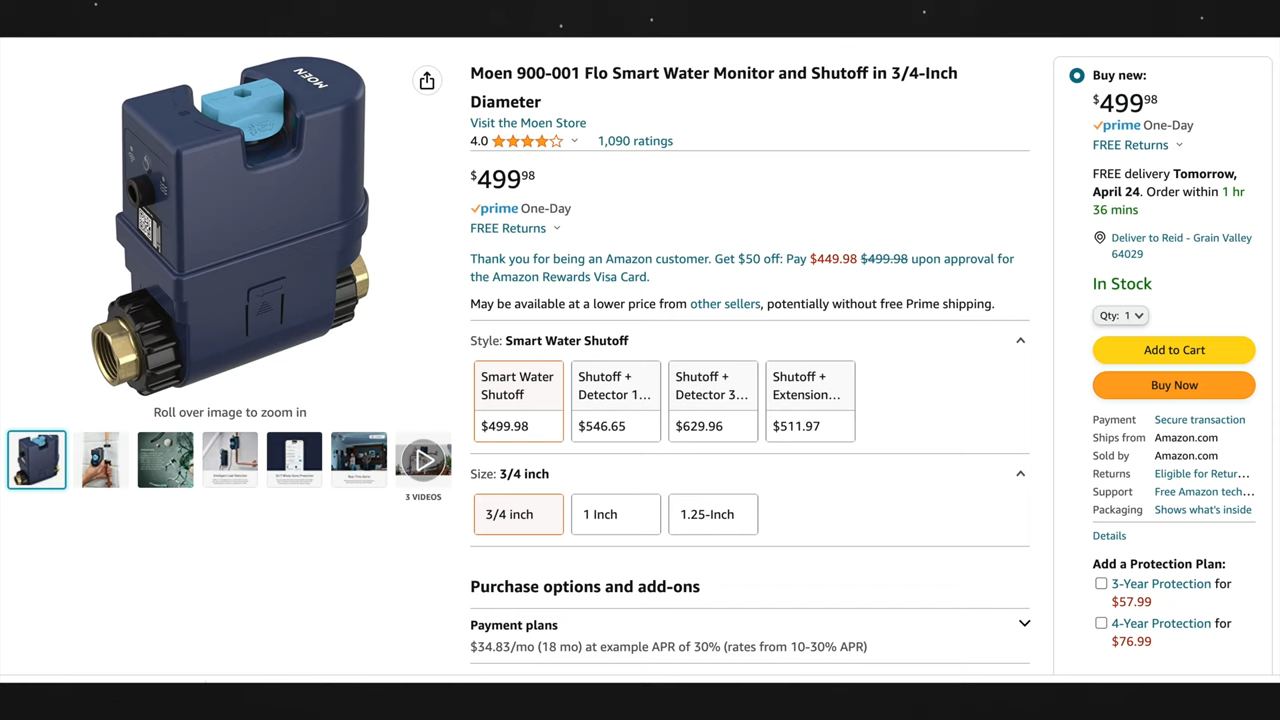 MOEN
Moen 900-001 Flo Smart Water Monitor and Shutoff in 3/4-Inch
Diameter
Visit the Moen Store
4.0
1,090 ratings
$499.98
prime One-Day
FREE Returns
Thank you for being an Amazon customer. Get $50 off: Pay $449.98 $499.98 upon approval for
the Amazon Rewards Visa Card.
May be available at a lower price from other sellers, potentially without free Prime shipping.
Style: Smart Water Shutoff
Smart Water
Shutoff
$499.98
Shutoff +
Detector 1...
$546.65
Shutoff +
Detector 3...
$629.96
Shutoff +
Extension...
$511.97
Size: 3/4 inch
3/4 inch
1 Inch
1.25-Inch
Purchase options and add-ons
Payment plans
$34.83/mo (18 mo) at example APR of 30% (rates from 10-30% APR)
Roll over image to zoom in
3 VIDEOS
Buy new:
$499.98
prime One-Day
FREE Returns
FREE delivery Tomorrow,
April 24. Order within 1 hr
36 mins
Deliver to Reid - Grain Valley
64029
In Stock
Qty: 1
Add to Cart
Buy Now
Payment Secure transaction
Ships from Amazon.com
Sold by Amazon.com
Returns Eligible for Retur...
Support Free Amazon tech...
Packaging Shows what's inside
Details
Add a Protection Plan:
3-Year Protection for
$57.99
4-Year Protection for
$76.99